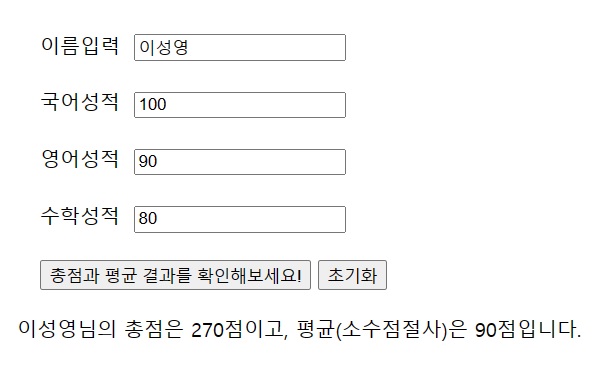 이름입력 이성영
국어성적 100
영어성적 90
수학성적 80
총점과 평균 결과를 확인해보세요! 초기화
이성영님의 총점은 270점이고, 평균(소수점절사)은 90점입니다.